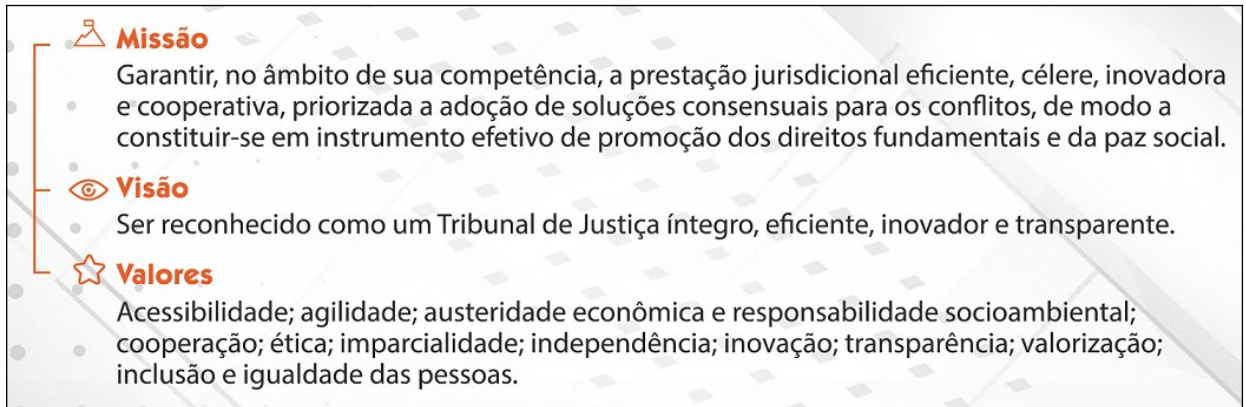 Missão
Garantir, no âmbito de sua competência, a prestação jurisdicional eficiente, célere, inovadora
e cooperativa, priorizada a adoção de soluções consensuais para os conflitos, de modo a
constituir-se em instrumento efetivo de promoção dos direitos fundamentais e da paz social.
Visão
Ser reconhecido como um Tribunal de Justiça íntegro, eficiente, inovador e transparente.
Valores
Acessibilidade; agilidade; austeridade econômica e responsabilidade socioambiental;
cooperação; ética; imparcialidade; independência; inovação; transparência; valorização;
inclusão e igualdade das pessoas.